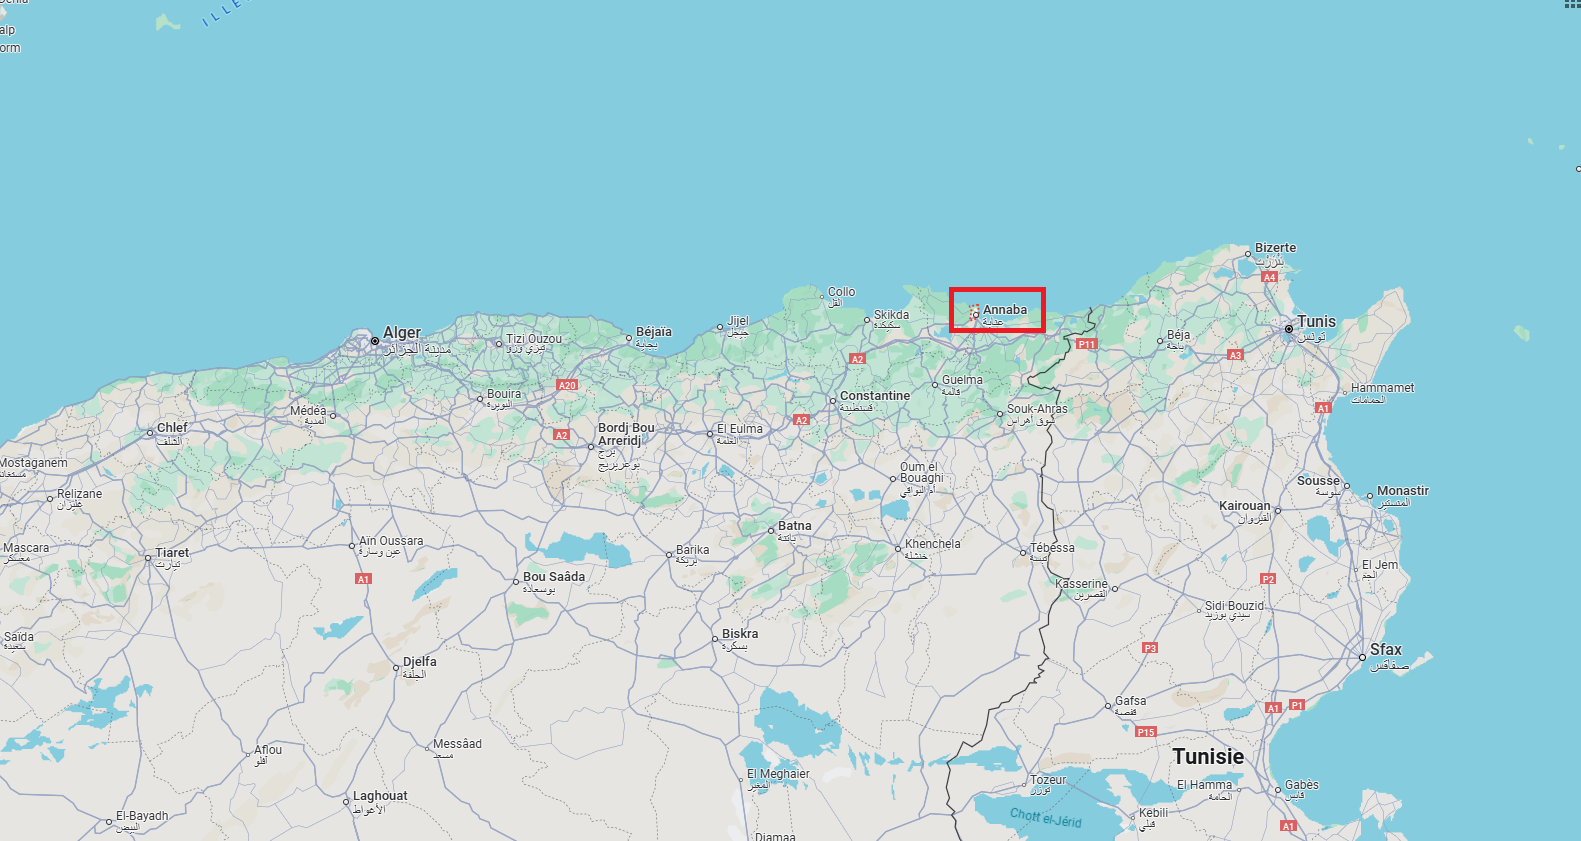 ILLE
alp
orm
Bizerte
بنزرت
A4
Collo
القل
Annaba
عنابة
Skikda
سكيكدة
Jijel
جيجل
Béjaïa
بجاية
Alger
مدينة الجزائر
Tizi Ouzou
تيزي وزو
Tunis
تونس
Béja
باجة
P11
A3
A2
Guelma
قالمة
A20
Bouira
البويرة
Hammamet
الحمامات
Constantine
قسنطينة
Médéa
المدية
A1
Souk-Ahras
سوق أهراس
A2
Chlef
الشلف
El Eulma
العلمة
Bordj Bou
Arreridj
برج
بوعريريج
A2
Mostaganem
مستغانم
Oum el
Bouaghi
أم البواقي
Relizane
غليزان
Sousse
سوسة
Monastir
المنستير
Kairouan
القيروان
Batna
باتنة
Aïn Oussara
عين وسارة
Mascara
معسكر
Tiaret
تيارت
Barika
بريكة
Khenchela
خنشلة
Tébessa
تبسة
El Jem
الجم
A1
Bou Saâda
بوسعادة
Kasserine
القصرين
P2
Sidi Bouzid
سيدي بوزيد
Saïda
سعيدة
Biskra
بسكرة
P3
Sfax
صفاقس
Djelfa
الجلفة
Gafsa
قفصة
A1
P1
P15
Messâad
مسعد
Aflou
أفلو
Tunisie
El Meghaier
المغير
Tozeur
توزر
El Hamma
الحامة
Gabès
قابس
Laghouat
الأغواط
El-Bayadh
البيض
Chott el-Jérid
Kébili
قبلي
A1
Djamaa